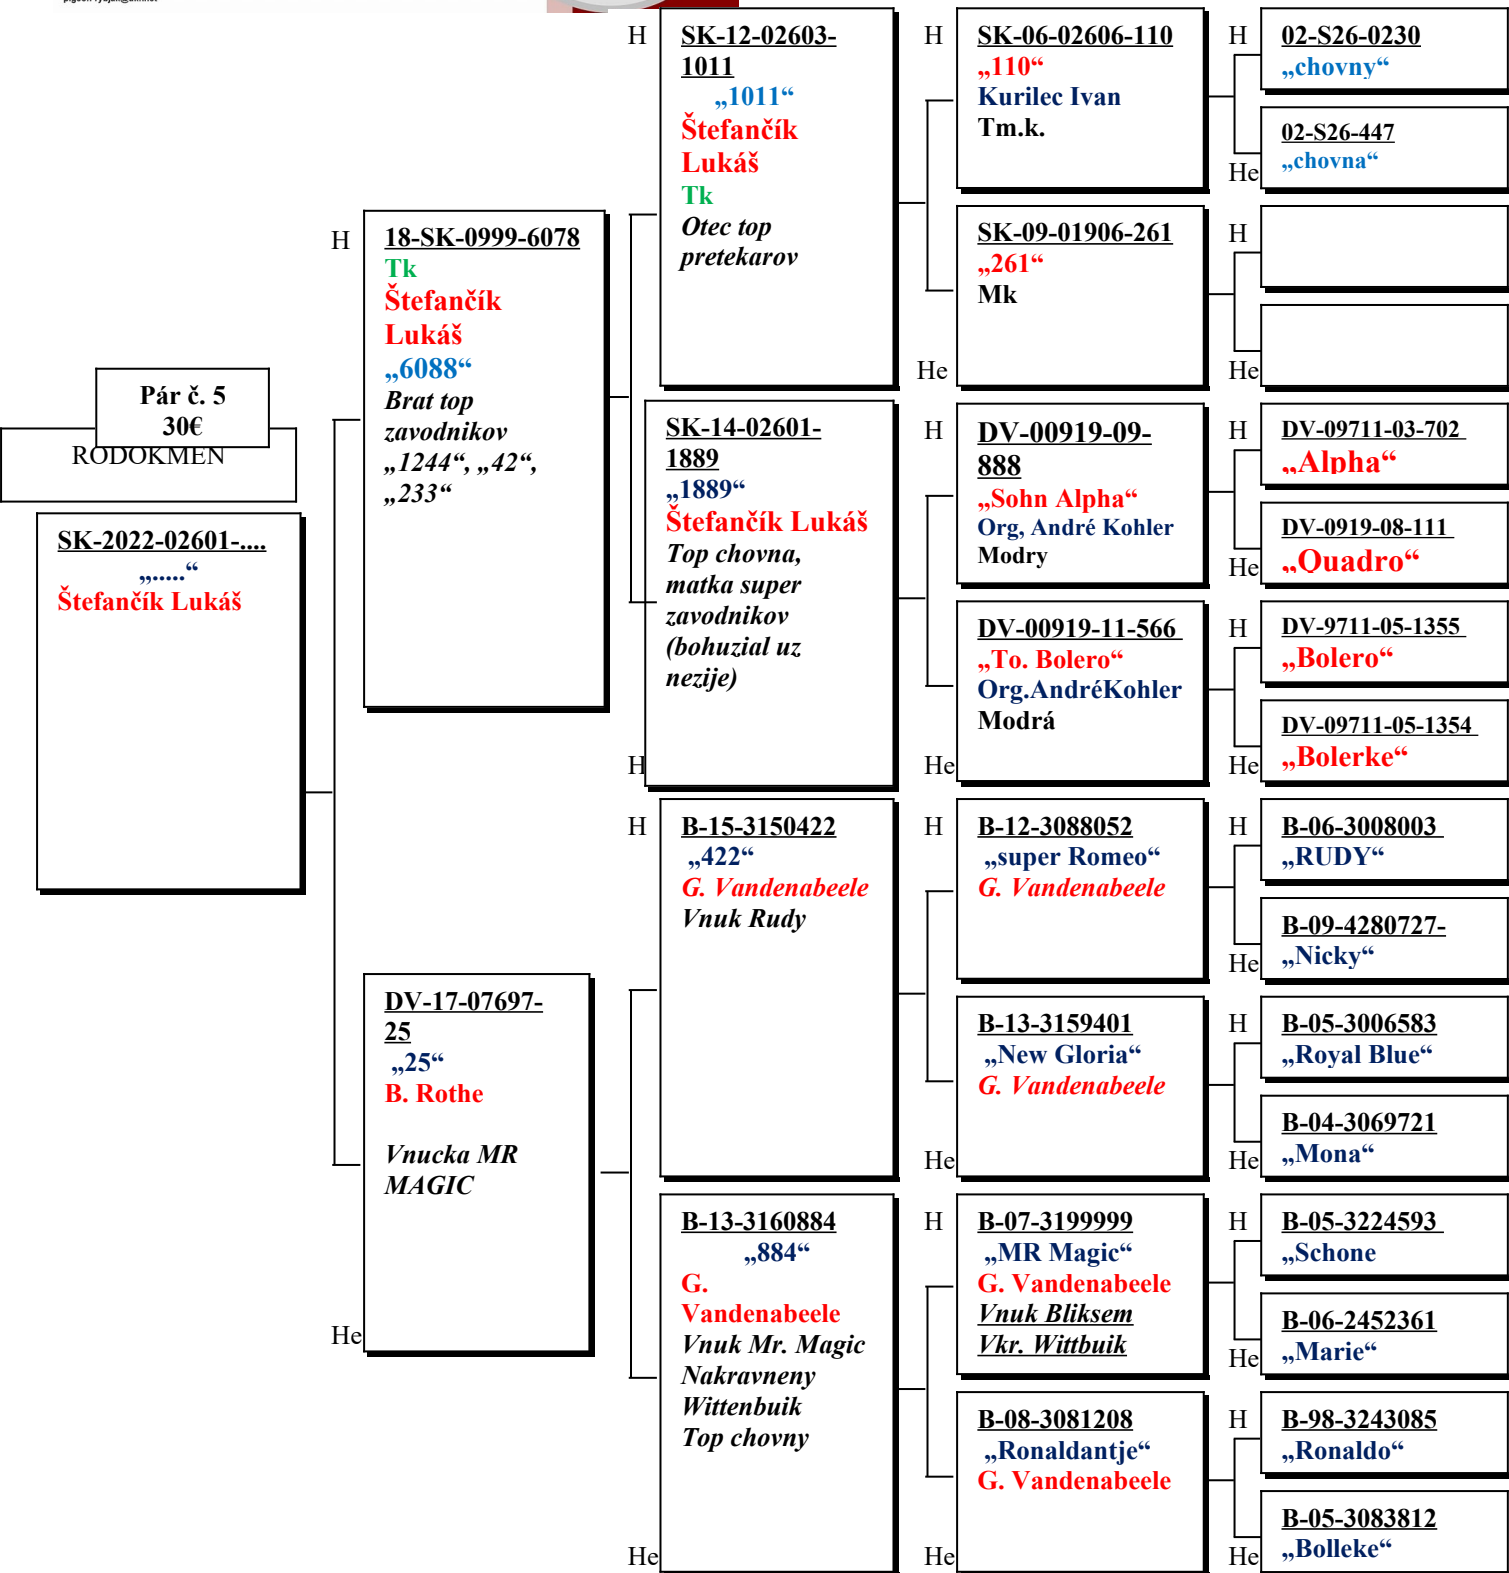 Pár č. 5
30€
RODOKMEŇ
SK-2022-02601-....
„.....“
Štefančík Lukáš
H
18-SK-0999-6078
Tk
Štefančík
Lukáš
„6088“
Brat top
zavodnikov
„1244“, „42“,
„233“
He
DV-17-07697-
25
„25“
B. Rothe
Vnucka MR
MAGIC
H
SK-12-02603-
1011
„1011“
Štefančík
Lukáš
Tk
Otec top
pretekarov
H
SK-14-02601-
1889
„1889“
Štefančík Lukáš
Top chovna,
matka super
zavodnikov
(bohuzial uz
nezije)
H
B-15-3150422
„422“
G. Vandenabeele
Vnuk Rudy
He
B-13-3160884
„884“
G.
Vandenabeele
Vnuk Mr. Magic
Nakravneny
Wittenbuik
Top chovny
H
SK-06-02606-110
„110“
Kurilec Ivan
Tm.k.
He
SK-09-01906-261
„261“
Mk
H
DV-00919-09-
888
„Sohn Alpha“
Org, André Kohler
Modry
He
DV-00919-11-566
„To. Bolero“
Org.AndréKohler
Modrá
H
B-12-3088052
„super Romeo“
G. Vandenabeele
He
B-13-3159401
„New Gloria“
G. Vandenabeele
H
B-07-3199999
„MR Magic“
G. Vandenabeele
Vnuk Bliksem
Vkr. Wittbuik
He
B-08-3081208
„Ronaldantje“
G. Vandenabeele
H
02-S26-0230
„chovny“
He
02-S26-447
„chovna“
H
He
H
DV-09711-03-702
„Alpha“
He
DV-0919-08-111
„Quadro“
H
DV-9711-05-1355
„Bolero“
He
DV-09711-05-1354
„Bolerke“
H
B-06-3008003
„RUDY“
He
B-09-4280727-
„Nicky“
H
B-05-3006583
„Royal Blue“
He
B-04-3069721
„Mona“
H
B-05-3224593
„Schone
He
B-06-2452361
„Marie“
H
B-98-3243085
„Ronaldo“
He
B-05-3083812
„Bolleke“